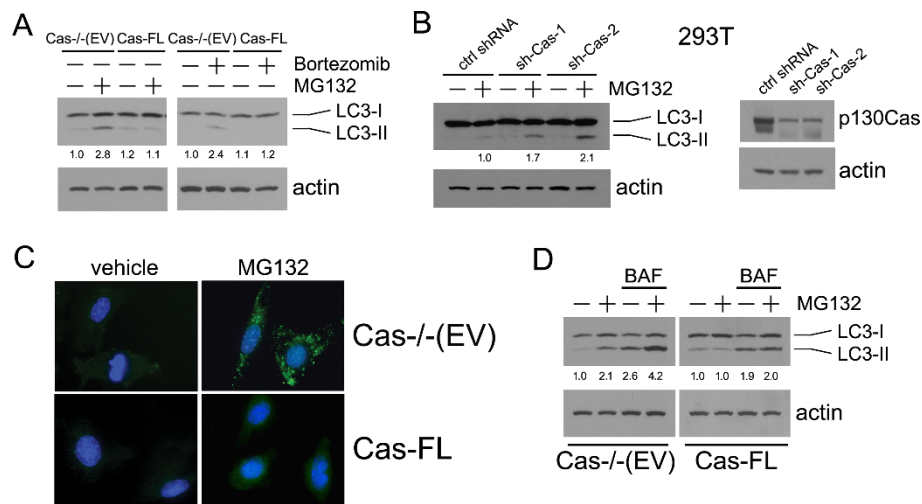 A
Cas-/-(EV) Cas-FL Cas-/-(EV) Cas-FL
— + — + Bortezomib
— + — + MG132
LC3-I
LC3-II
1.0 2.8 1.2 1.1 1.0 2.4 1.1 1.2
actin
B
ctrl shRNA sh-Cas-1 sh-Cas-2
— + — + — + MG132
LC3-I
LC3-II
1.0 1.7 2.1
actin
293T
ctrl shRNA sh-Cas-1 sh-Cas-2
p130Cas
actin
C
vehicle MG132
Cas-/-(EV)
Cas-FL
D
BAF BAF
— + — + — + — + MG132
LC3-I
LC3-II
1.0 2.1 2.6 4.2 1.0 1.0 1.9 2.0
actin
Cas-/-(EV) Cas-FL